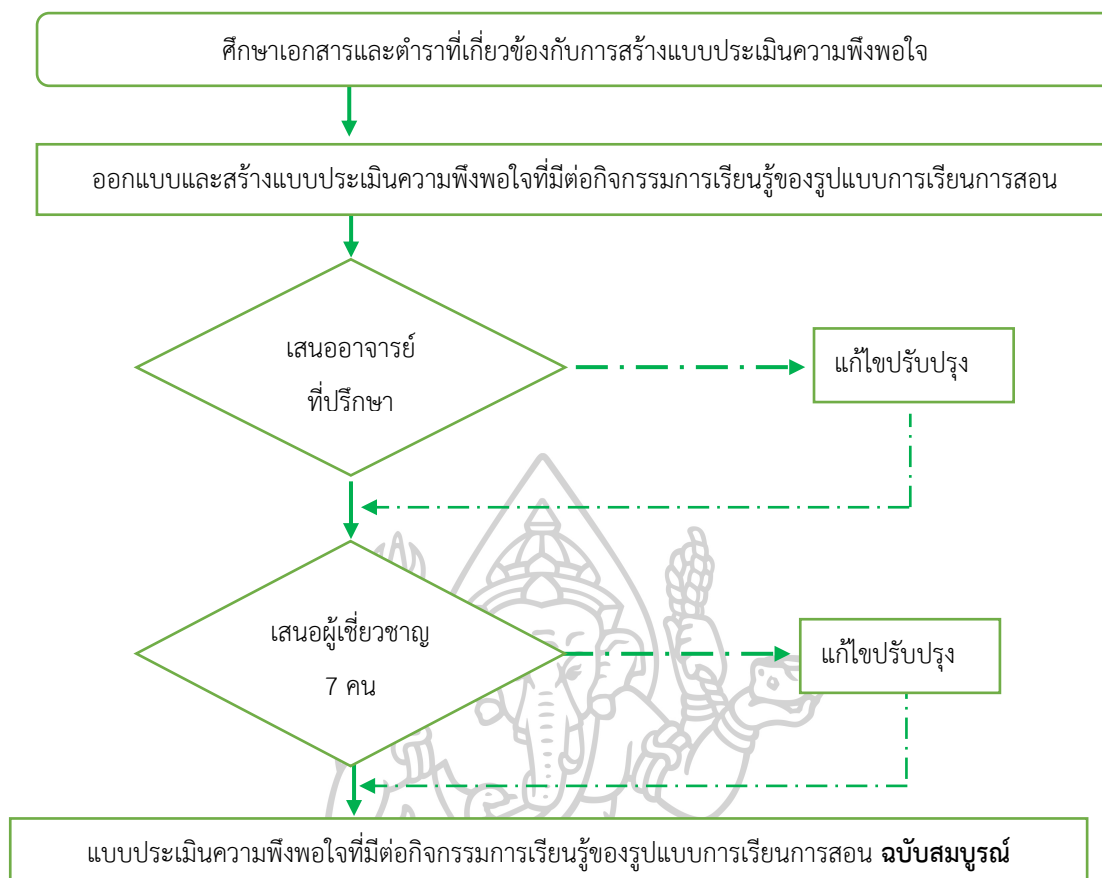 ศึกษาเอกสารและตำราที่เกี่ยวข้องกับการสร้างแบบประเมินความพึงพอใจ
ออกแบบและสร้างแบบประเมินความพึงพอใจที่มีต่อกิจกรรมการเรียนรู้ของรูปแบบการเรียนการสอน
เสนออาจารย์
ที่ปรึกษา
แก้ไขปรับปรุง
เสนอผู้เชี่ยวชาญ
7 คน
แก้ไขปรับปรุง
แบบประเมินความพึงพอใจที่มีต่อกิจกรรมการเรียนรู้ของรูปแบบการเรียนการสอน ฉบับสมบูรณ์